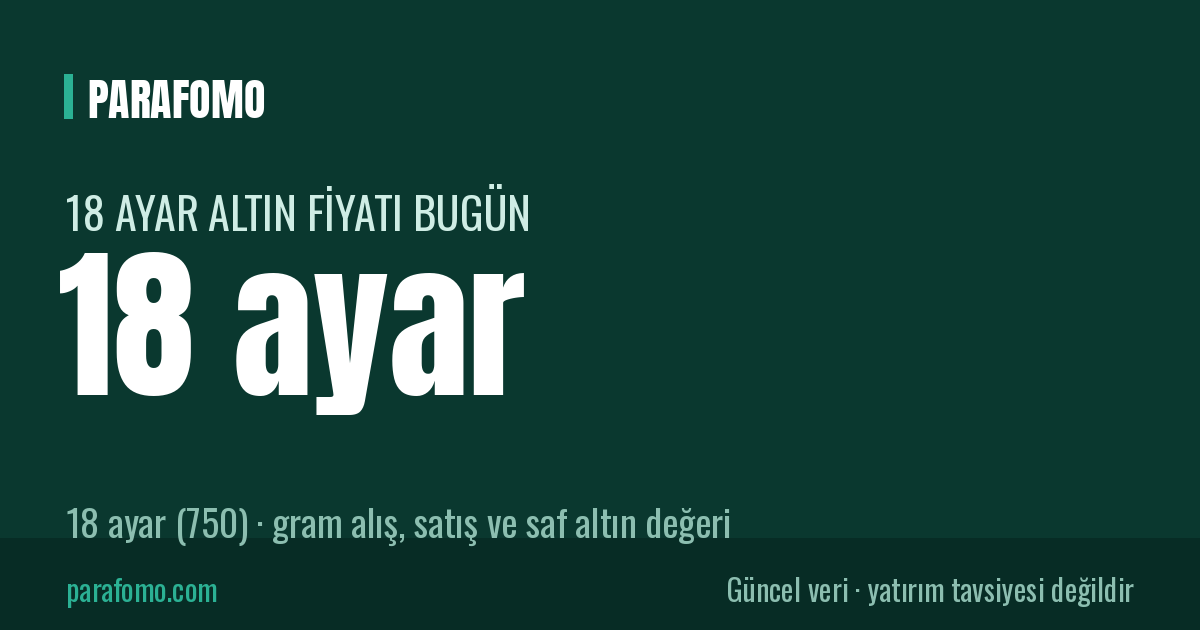 PARAFOMO
18 AYAR ALTIN FİYATI BUGÜN
18 ayar
18 ayar (750) · gram alış, satış ve saf altın değeri
parafomo.com
Güncel veri · yatırım tavsiyesi değildir